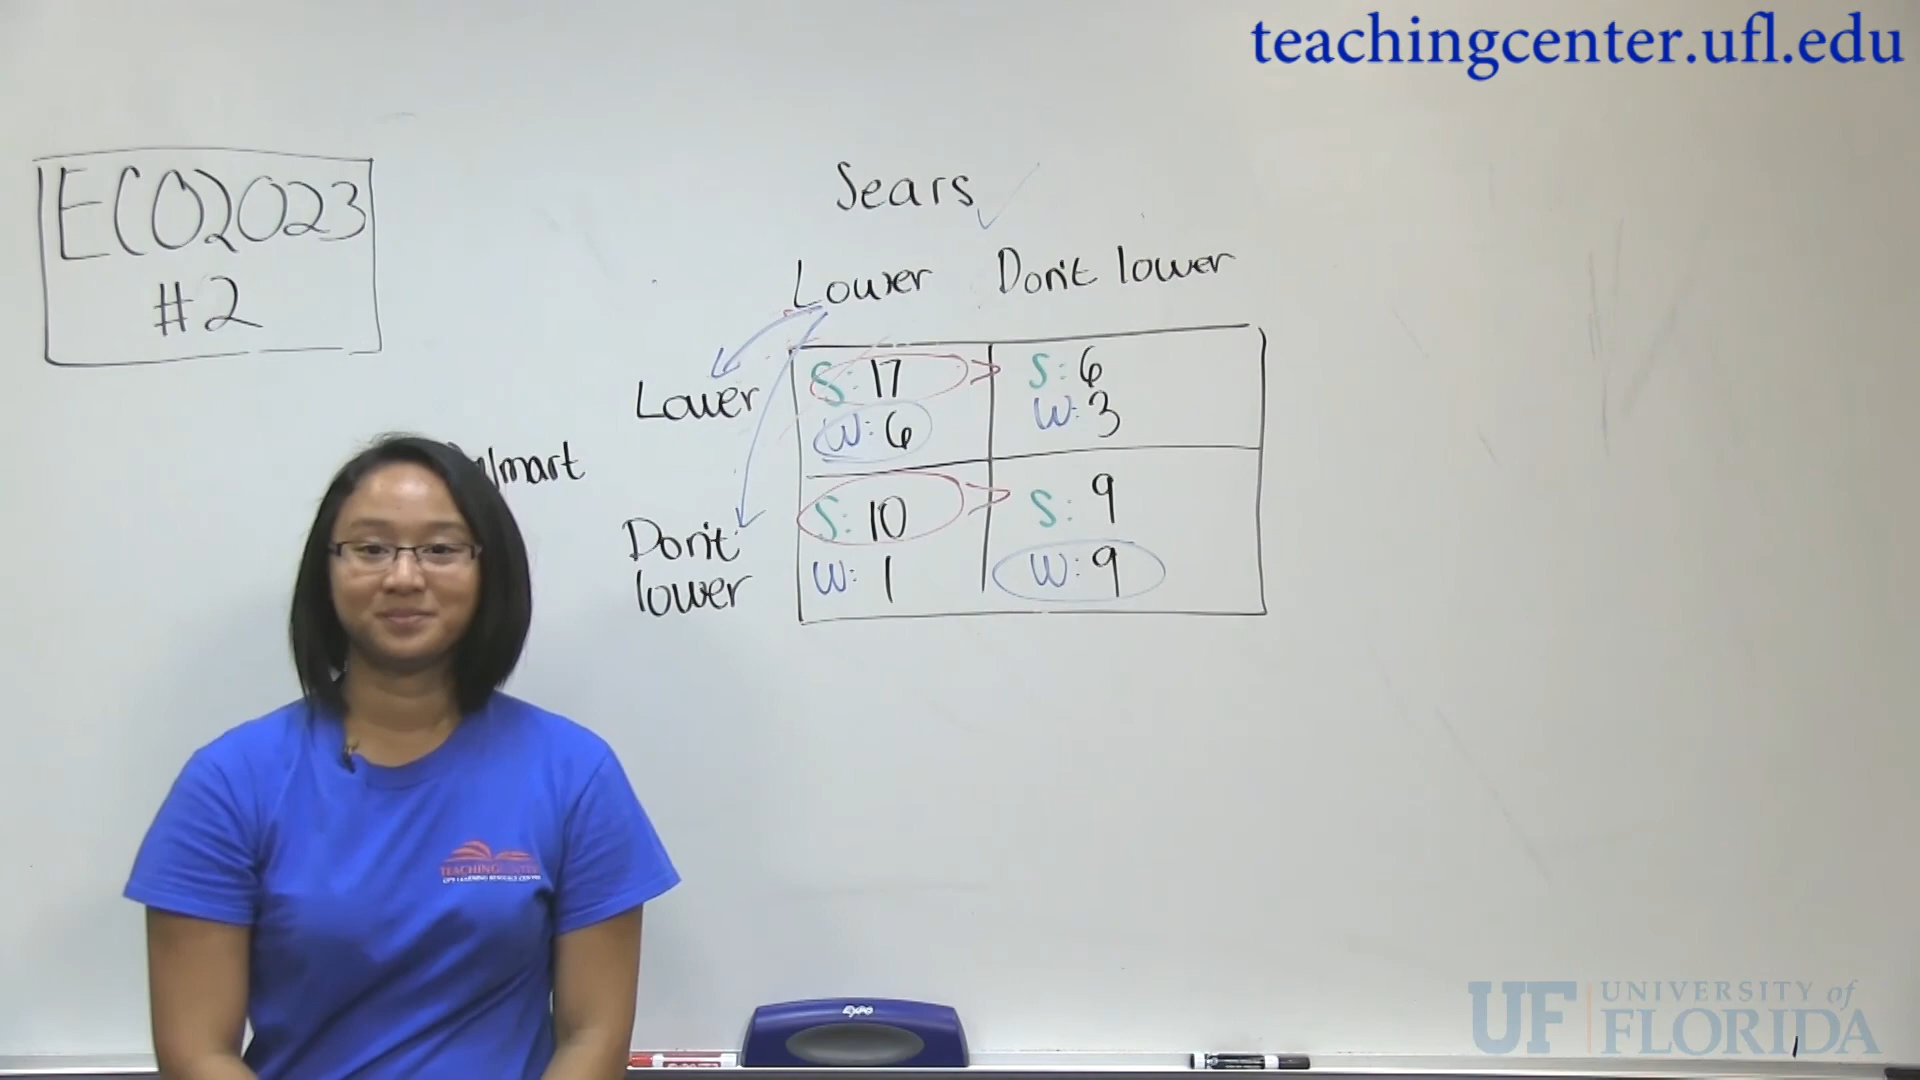 teachingcenter.ufl.edu
ECO2023
#2
Sears
Lower Don't lower
Lower
S: 17 > S: 6
W: 6 W: 3
Don't
lower
S: 10 > S: 9
W: 1 W: 9
EXPO
UF UNIVERSITY of
FLORIDA